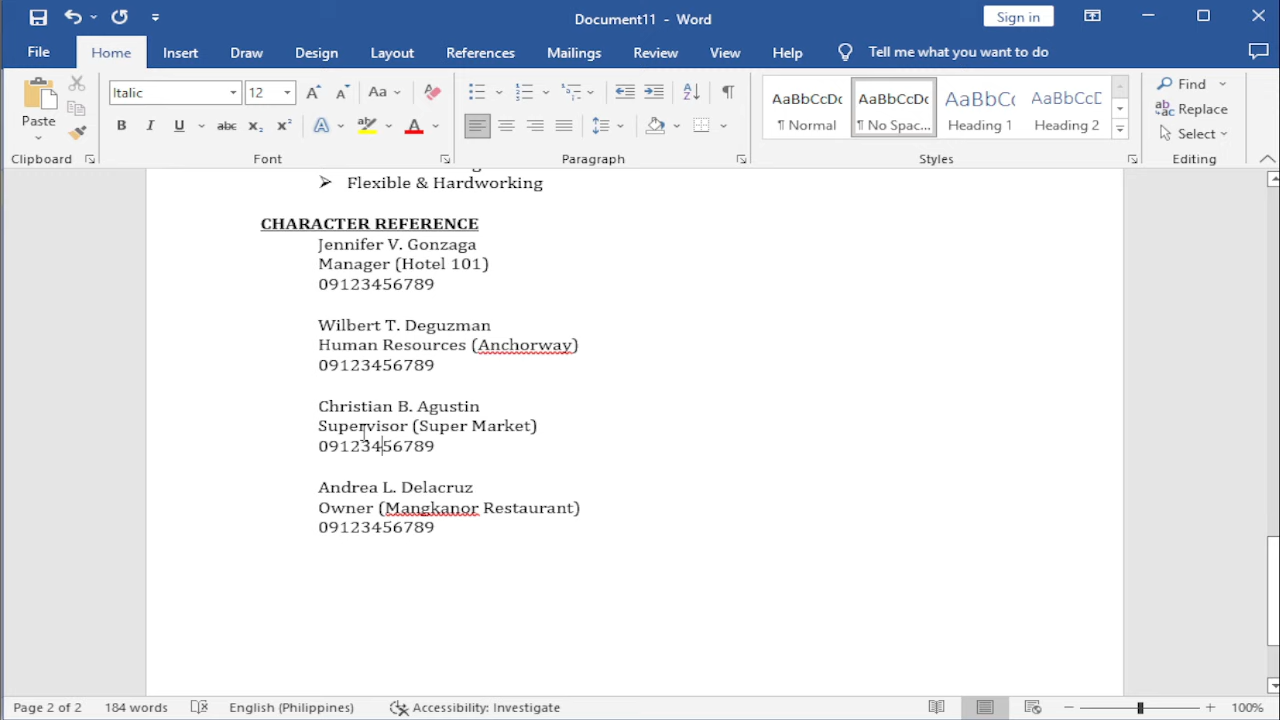 Document11 - Word
Sign in
File Home Insert Draw Design Layout References Mailings Review View Help Tell me what you want to do
Paste
Clipboard
Italic 12 Aa
Font
Paragraph
AaBbCcDc AaBbCcDc AaBbCc AaBbCcD
¶ Normal ¶ No Spac... Heading 1 Heading 2
Styles
Find
Replace
Select
Editing
Flexible & Hardworking
CHARACTER REFERENCE
Jennifer V. Gonzaga
Manager (Hotel 101)
09123456789
Wilbert T. Deguzman
Human Resources (Anchorway)
09123456789
Christian B. Agustin
Supervisor (Super Market)
09123456789
Andrea L. Delacruz
Owner (Mangkanor Restaurant)
09123456789
Page 2 of 2 184 words English (Philippines) Accessibility: Investigate 100%